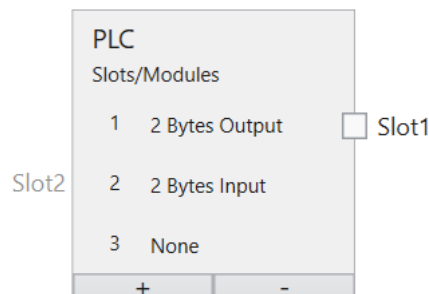 PLC
Slots/Modules
1 2 Bytes Output Slot1
Slot2 2 2 Bytes Input
3 None
+ -